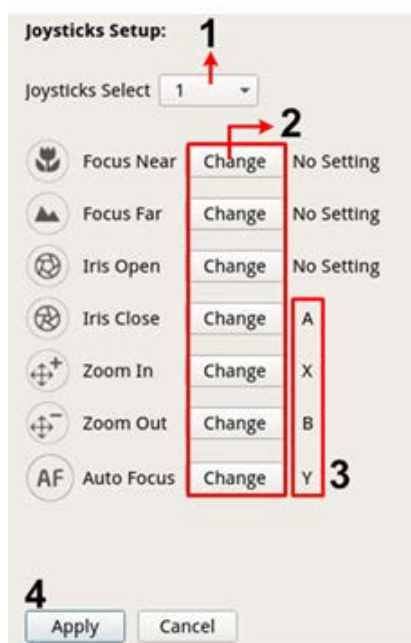 Joysticks Setup: 1
Joysticks Select 1
2
Focus Near Change No Setting
Focus Far Change No Setting
Iris Open Change No Setting
Iris Close Change A
Zoom In Change X
Zoom Out Change B
AF Auto Focus Change Y 3
4
Apply Cancel